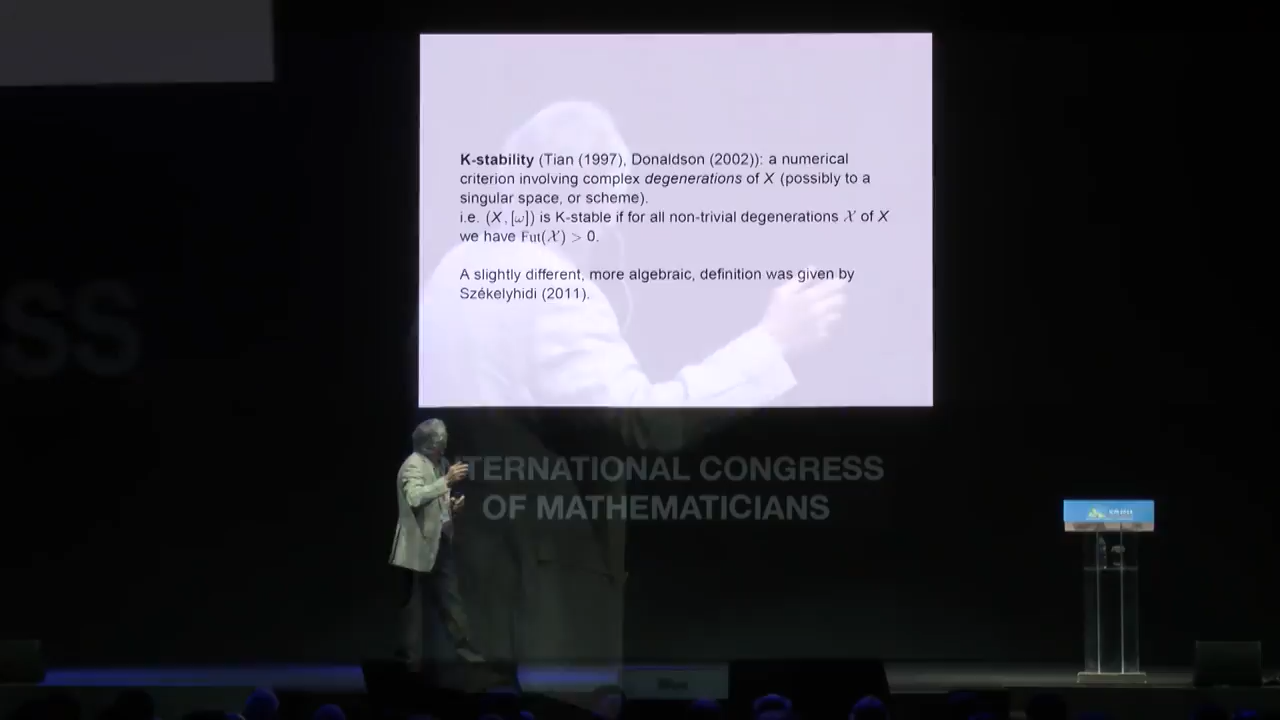 K-stability (Tian (1997), Donaldson (2002)): a numerical
criterion involving complex degenerations of X (possibly to a
singular space, or scheme).
i.e. (X, [ω]) is K-stable if for all non-trivial degenerations 𝒳 of X
we have Fut(𝒳) > 0.
A slightly different, more algebraic, definition was given by
Székelyhidi (2011).
SS
NTERNATIONAL CONGRESS
OF MATHEMATICIANS